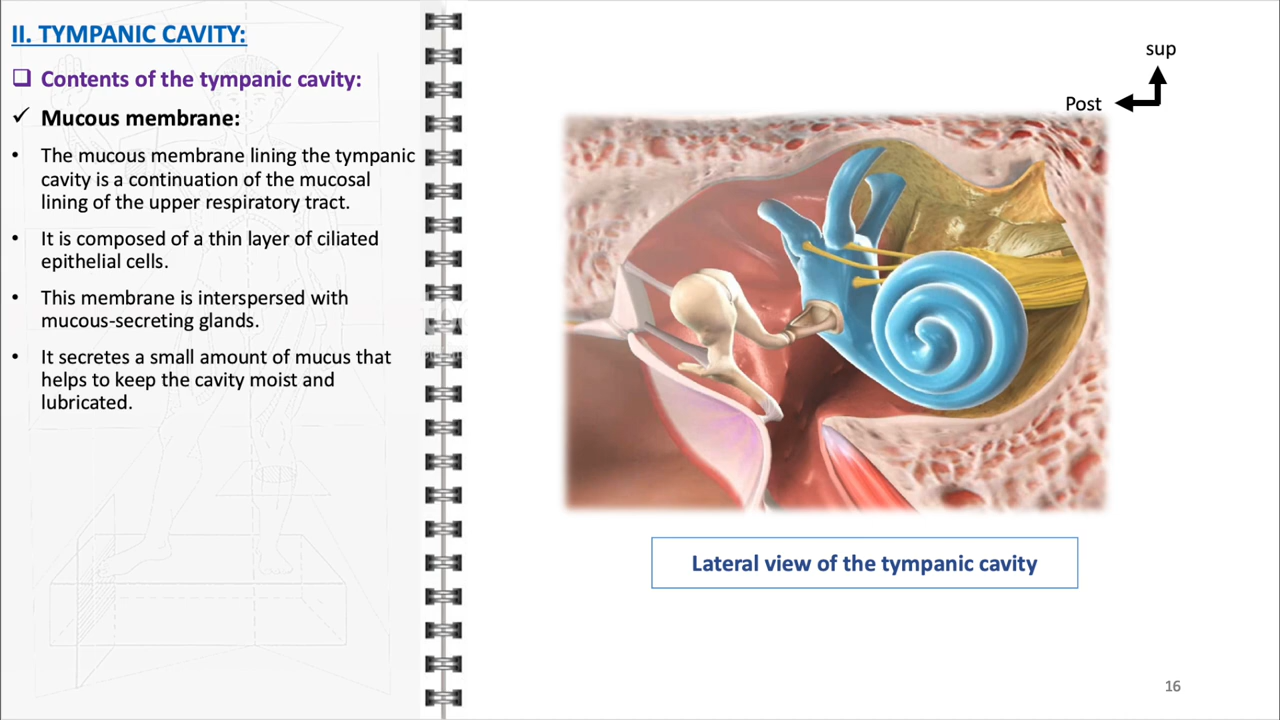 II. TYMPANIC CAVITY:
❑ Contents of the tympanic cavity:
✓ Mucous membrane:
• The mucous membrane lining the tympanic
cavity is a continuation of the mucosal
lining of the upper respiratory tract.
• It is composed of a thin layer of ciliated
epithelial cells.
• This membrane is interspersed with
mucous-secreting glands.
• It secretes a small amount of mucus that
helps to keep the cavity moist and
lubricated.
sup
Post
Lateral view of the tympanic cavity
16